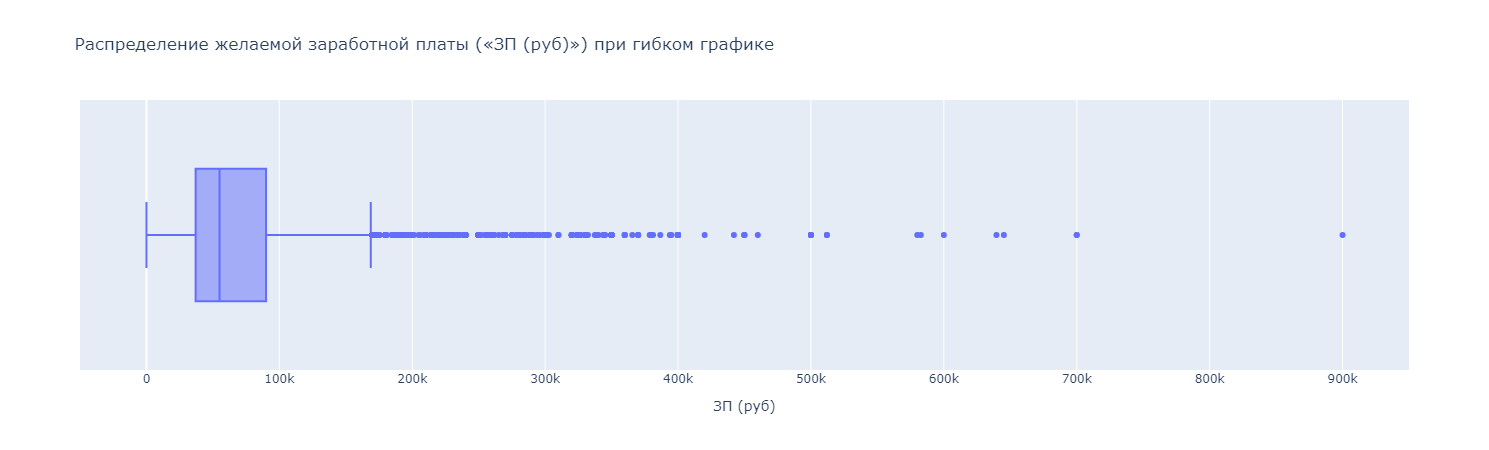 Распределение желаемой заработной платы («ЗП (руб)») при гибком графике
0 100k 200k 300k 400k 500k 600k 700k 800k 900k
ЗП (руб)